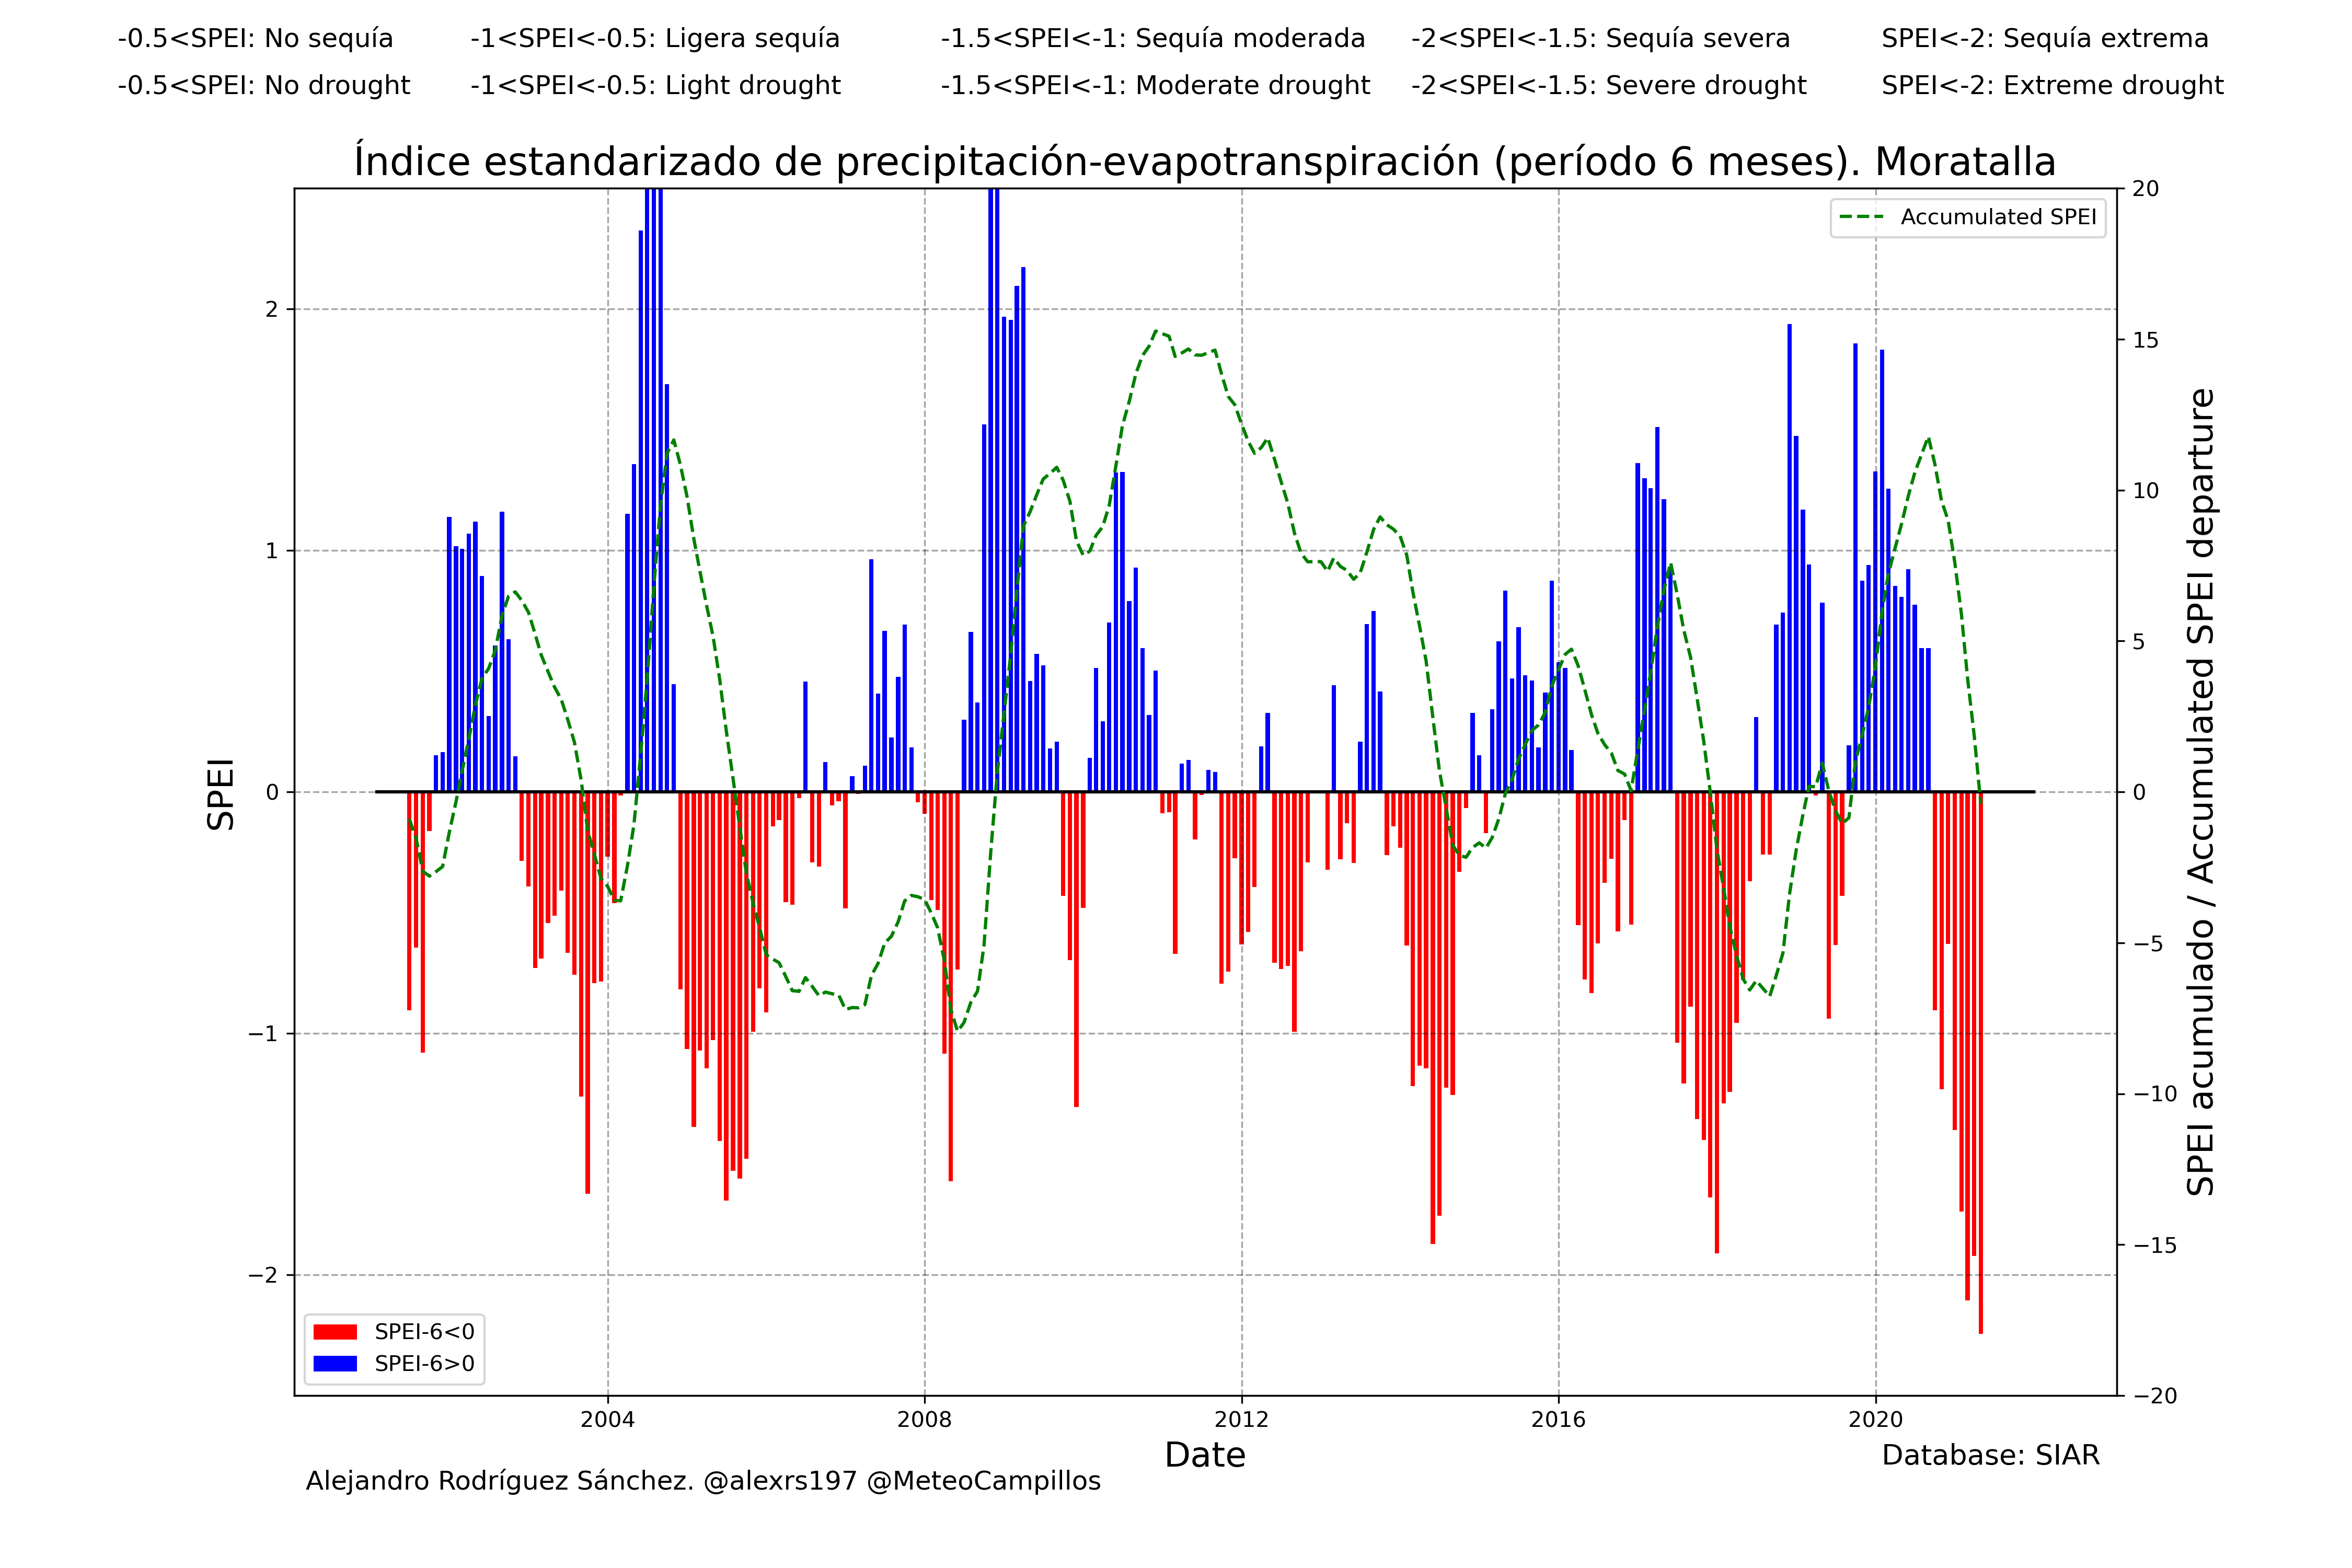 -0.5<SPEI: No sequía -1<SPEI<-0.5: Ligera sequía -1.5<SPEI<-1: Sequía moderada -2<SPEI<-1.5: Sequía severa SPEI<-2: Sequía extrema
-0.5<SPEI: No drought -1<SPEI<-0.5: Light drought -1.5<SPEI<-1: Moderate drought -2<SPEI<-1.5: Severe drought SPEI<-2: Extreme drought
Índice estandarizado de precipitación-evapotranspiración (período 6 meses). Moratalla
Accumulated SPEI
SPEI
2
1
0
−1
−2
20
15
10
5
0
−5
−10
−15
−20
SPEI acumulado / Accumulated SPEI departure
SPEI-6<0
SPEI-6>0
2004 2008 2012 2016 2020
Date
Database: SIAR
Alejandro Rodríguez Sánchez. @alexrs197 @MeteoCampillos